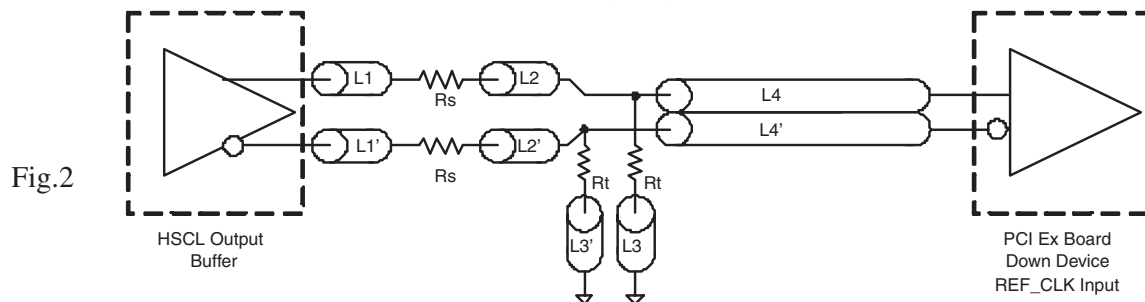 L1
Rs
L2
L4
L4'
L1'
Rs
L2'
Rt
Rt
L3'
L3
Fig.2
HSCL Output
Buffer
PCI Ex Board
Down Device
REF_CLK Input